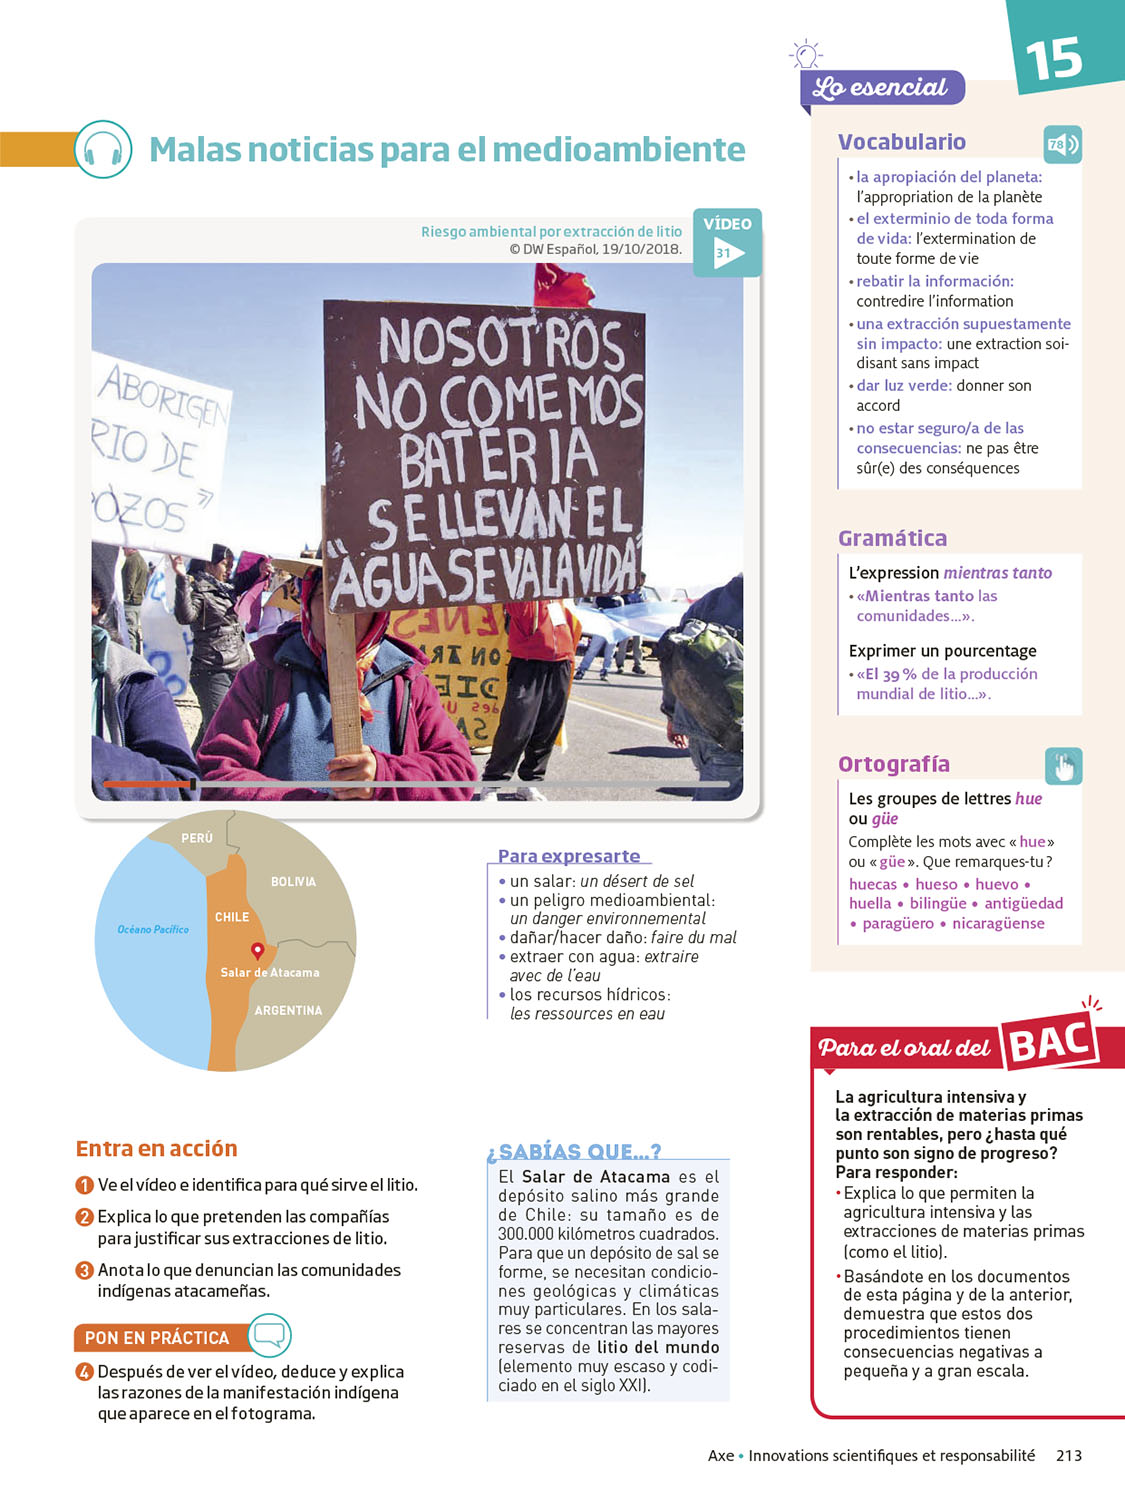 15
Lo esencial
Malas noticias para el medioambiente
Riesgo ambiental por extracción de litio
© DW Español, 19/10/2018.
VÍDEO
31
ABORIGEN
RIO DE
POZOS"
NOSOTROS
NO COMEMOS
BATERIA
SE LLEVAN EL
"AGUA SE VA LA VIDA"
ENES
CONTRA
NO
DIE
PERÚ
BOLIVIA
CHILE
Océano Pacífico
Salar de Atacama
ARGENTINA
Para expresarte
• un salar: un désert de sel
• un peligro medioambiental:
un danger environnemental
• dañar/hacer daño: faire du mal
• extraer con agua: extraire
avec de l'eau
• los recursos hídricos:
les ressources en eau
Entra en acción
1 Ve el vídeo e identifica para qué sirve el litio.
2 Explica lo que pretenden las compañías
para justificar sus extracciones de litio.
3 Anota lo que denuncian las comunidades
indígenas atacameñas.
PON EN PRÁCTICA
4 Después de ver el vídeo, deduce y explica
las razones de la manifestación indígena
que aparece en el fotograma.
¿SABÍAS QUE...?
El Salar de Atacama es el
depósito salino más grande
de Chile: su tamaño es de
300.000 kilómetros cuadrados.
Para que un depósito de sal se
forme, se necesitan condicio-
nes geológicas y climáticas
muy particulares. En los sala-
res se concentran las mayores
reservas de litio del mundo
(elemento muy escaso y codi-
ciado en el siglo XXI).
Vocabulario
78
• la apropiación del planeta:
l'appropriation de la planète
• el exterminio de toda forma
de vida: l'extermination de
toute forme de vie
• rebatir la información:
contredire l'information
• una extracción supuestamente
sin impacto: une extraction soi-
disant sans impact
• dar luz verde: donner son
accord
• no estar seguro/a de las
consecuencias: ne pas être
sûr(e) des conséquences
Gramática
L'expression mientras tanto
• «Mientras tanto las
comunidades...».
Exprimer un pourcentage
• «El 39 % de la producción
mundial de litio...».
Ortografía
Les groupes de lettres hue
ou güe
Complète les mots avec « hue»
ou « güe ». Que remarques-tu ?
huecas • hueso • huevo •
huella • bilingüe • antigüedad
• paragüero • nicaragüense
Para el oral del BAC
La agricultura intensiva y
la extracción de materias primas
son rentables, pero ¿hasta qué
punto son signo de progreso?
Para responder:
• Explica lo que permiten la
agricultura intensiva y las
extracciones de materias primas
(como el litio).
• Basándote en los documentos
de esta página y de la anterior,
demuestra que estos dos
procedimientos tienen
consecuencias negativas a
pequeña y a gran escala.
Axe • Innovations scientifiques et responsabilité 213